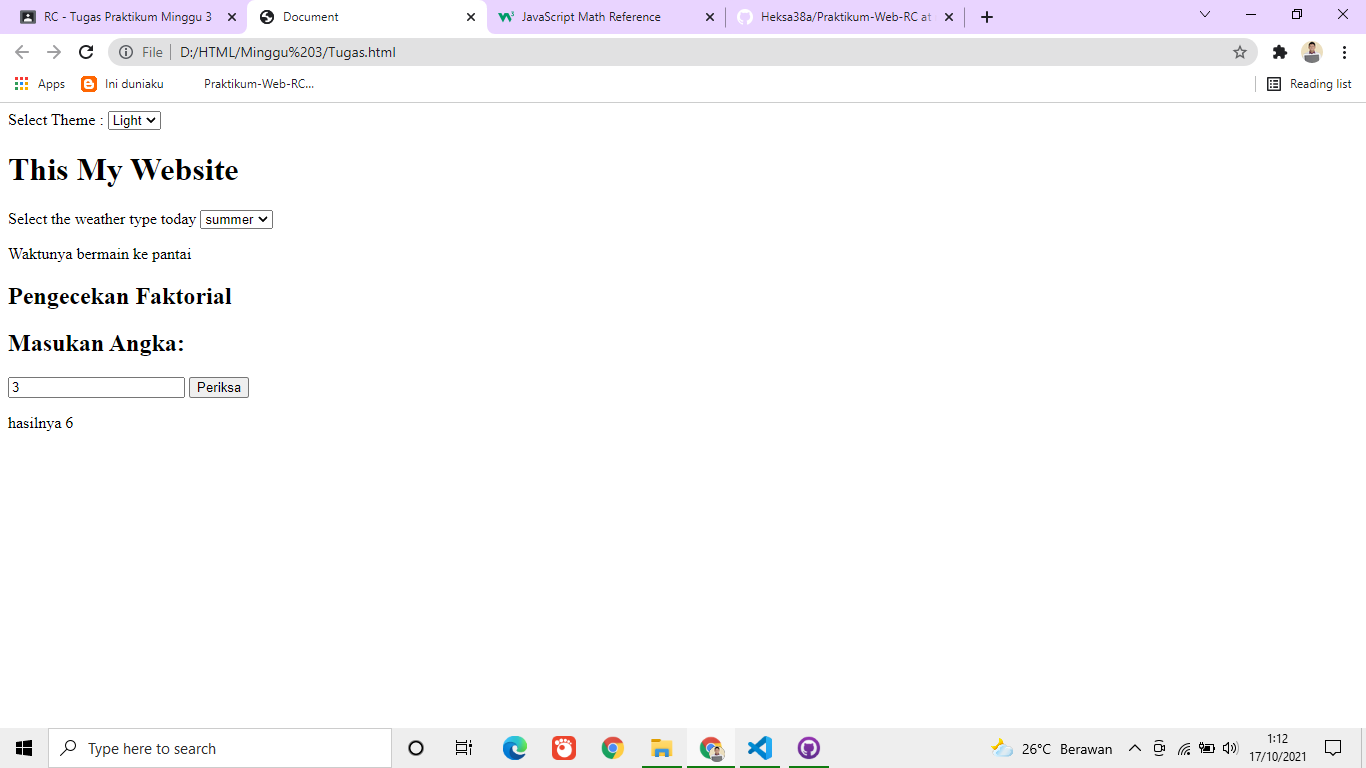 RC - Tugas Praktikum Minggu 3
Document
JavaScript Math Reference
Heksa38a/Praktikum-Web-RC at
File
D:/HTML/Minggu%203/Tugas.html
Apps
Ini duniaku
Praktikum-Web-RC...
Reading list
Select Theme : Light
This My Website
Select the weather type today summer
Waktunya bermain ke pantai
Pengecekan Faktorial
Masukan Angka:
3 Periksa
hasilnya 6
Type here to search
26°C Berawan
1:12
17/10/2021